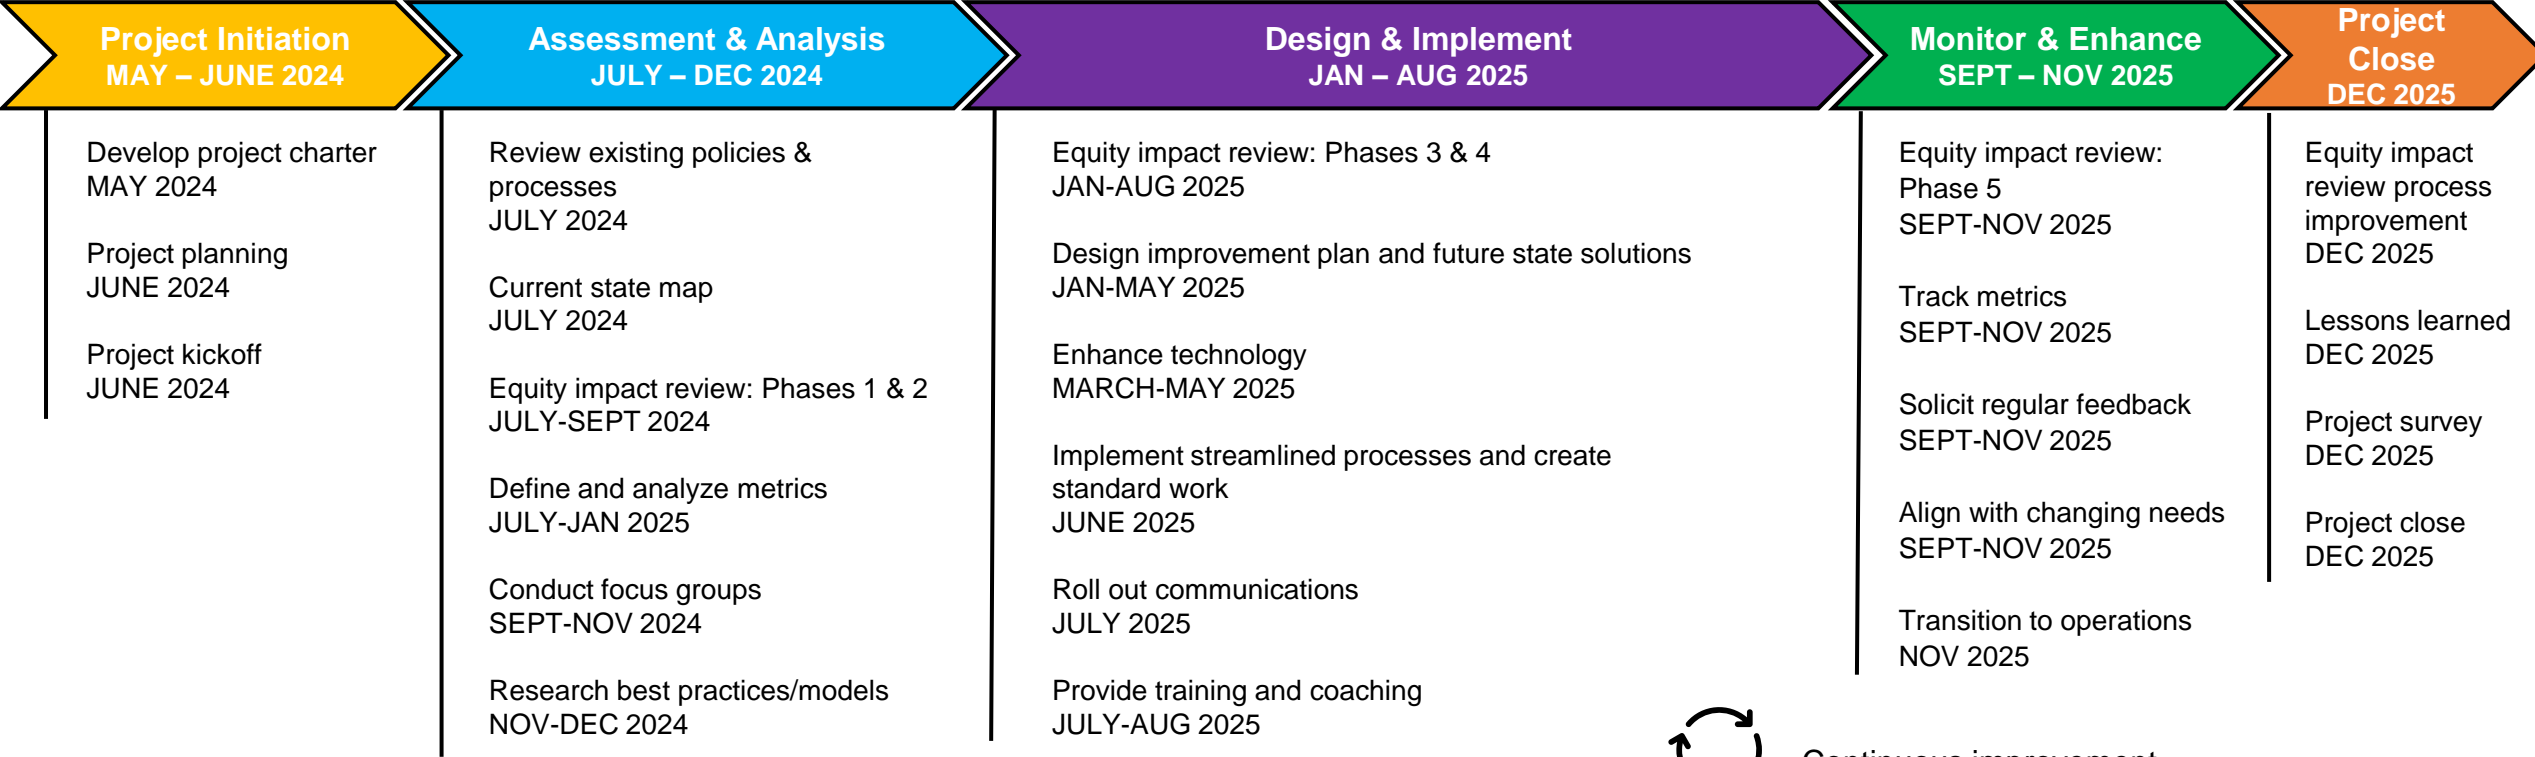 Project Initiation
MAY – JUNE 2024
Assessment & Analysis
JULY – DEC 2024
Design & Implement
JAN – AUG 2025
Monitor & Enhance
SEPT – NOV 2025
Project
Close
DEC 2025
Develop project charter
MAY 2024
Project planning
JUNE 2024
Project kickoff
JUNE 2024
Review existing policies &
processes
JULY 2024
Current state map
JULY 2024
Equity impact review: Phases 1 & 2
JULY-SEPT 2024
Define and analyze metrics
JULY-JAN 2025
Conduct focus groups
SEPT-NOV 2024
Research best practices/models
NOV-DEC 2024
Equity impact review: Phases 3 & 4
JAN-AUG 2025
Design improvement plan and future state solutions
JAN-MAY 2025
Enhance technology
MARCH-MAY 2025
Implement streamlined processes and create
standard work
JUNE 2025
Roll out communications
JULY 2025
Provide training and coaching
JULY-AUG 2025
Equity impact review:
Phase 5
SEPT-NOV 2025
Track metrics
SEPT-NOV 2025
Solicit regular feedback
SEPT-NOV 2025
Align with changing needs
SEPT-NOV 2025
Transition to operations
NOV 2025
Equity impact
review process
improvement
DEC 2025
Lessons learned
DEC 2025
Project survey
DEC 2025
Project close
DEC 2025
Continuous improvement